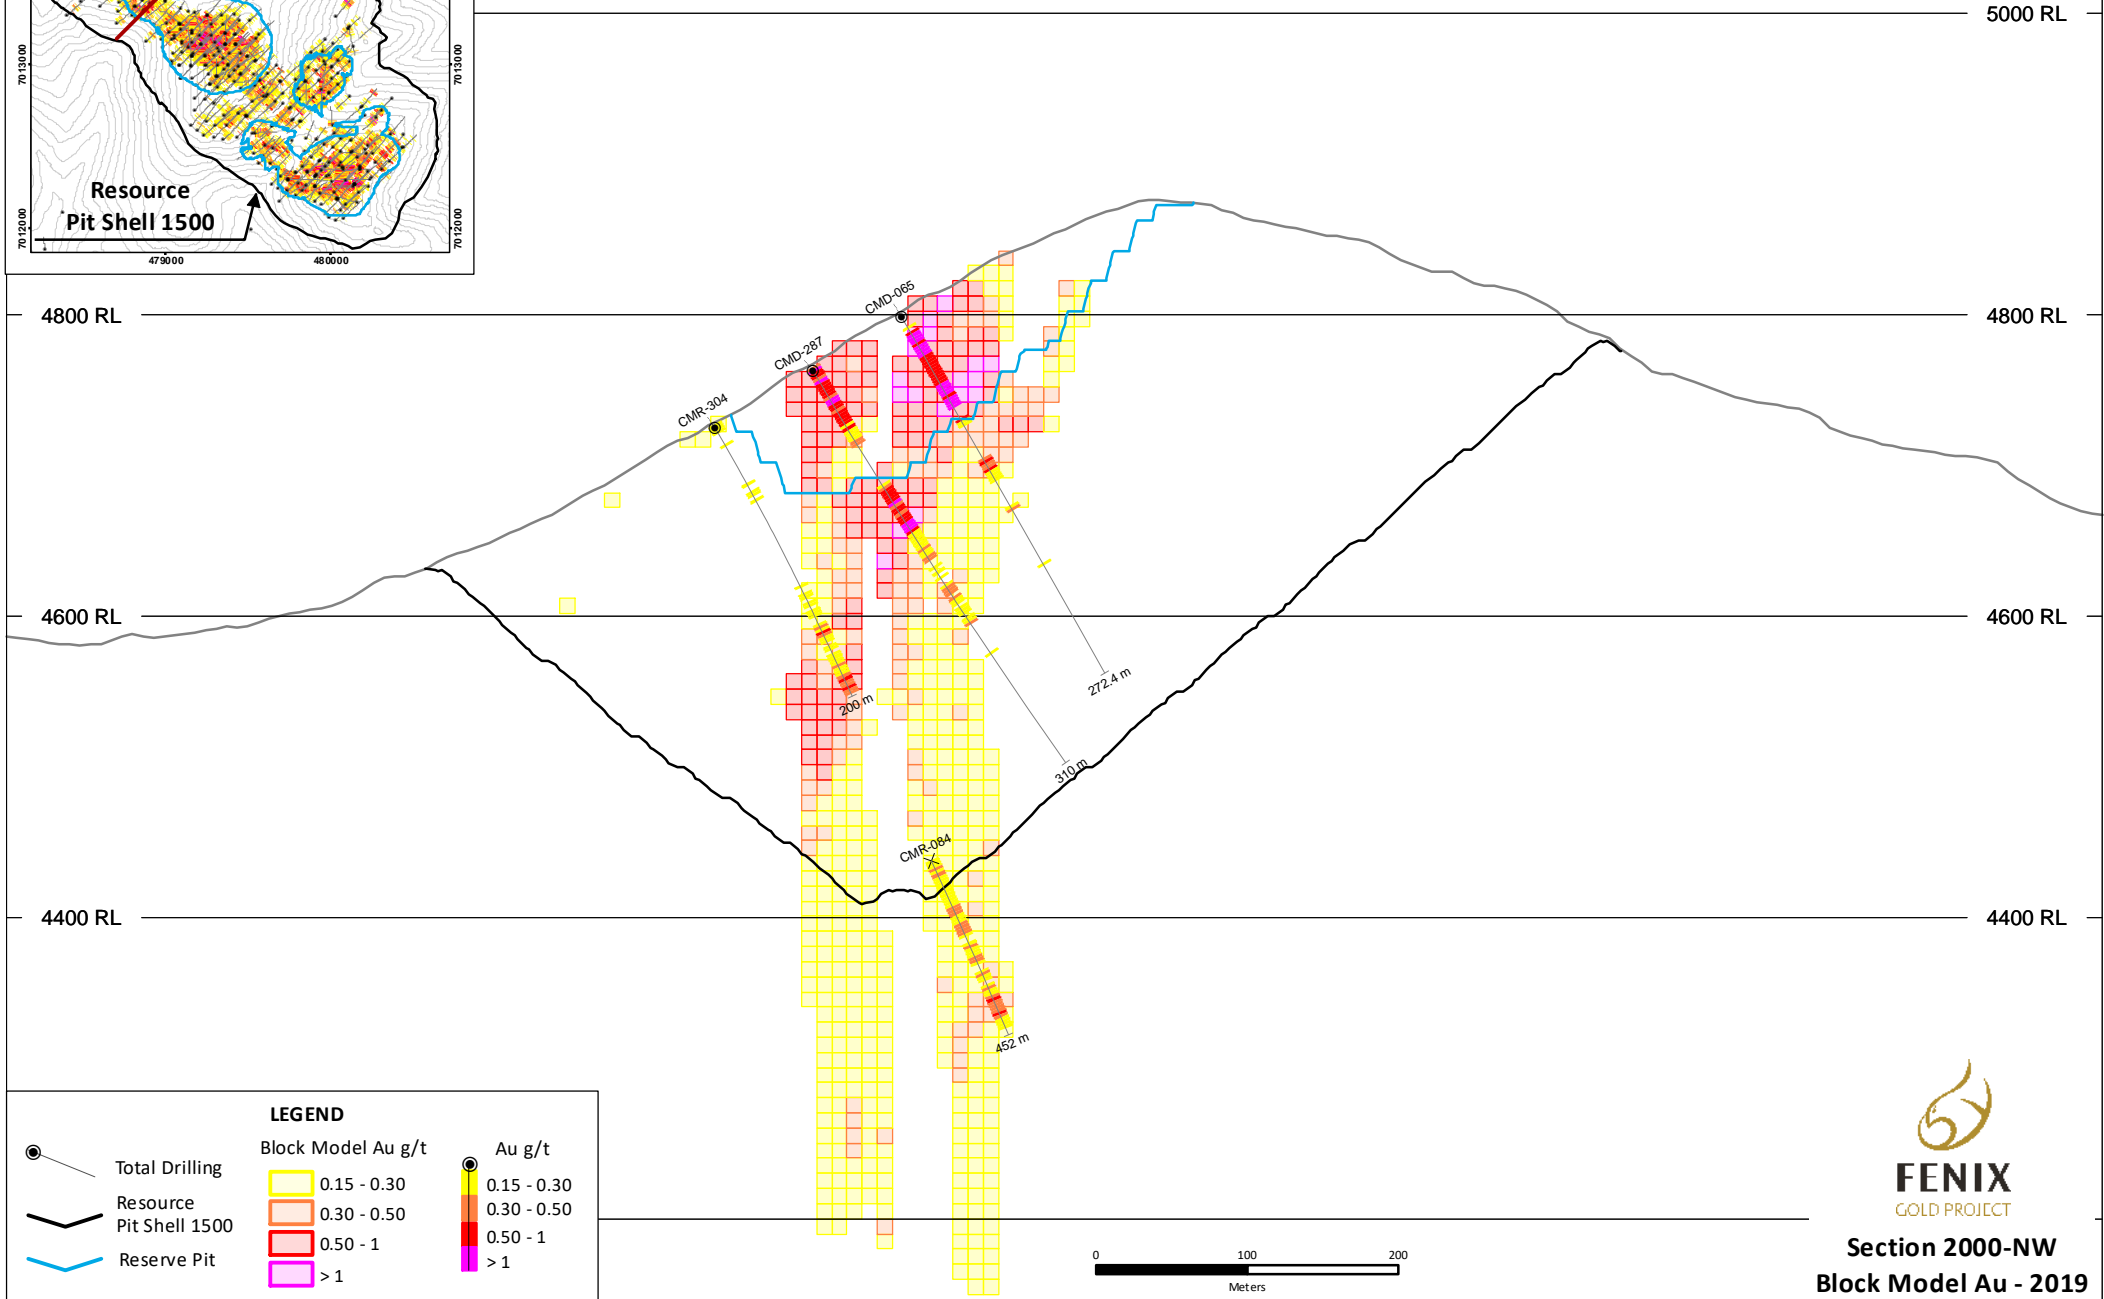 5000 RL
7013000
7013000
Resource
Pit Shell 1500
7012000
7012000
479000
480000
4800 RL
4800 RL
CMD-065
CMD-287
CMR-304
4600 RL
4600 RL
272.4 m
200 m
310 m
CMR-084
4400 RL
4400 RL
452 m
LEGEND
Block Model Au g/t
Au g/t
Total Drilling
0.15 - 0.30
0.15 - 0.30
Resource
Pit Shell 1500
0.30 - 0.50
0.30 - 0.50
Reserve Pit
0.50 - 1
0.50 - 1
> 1
> 1
0 100 200
Meters
FENIX
GOLD PROJECT
Section 2000-NW
Block Model Au - 2019